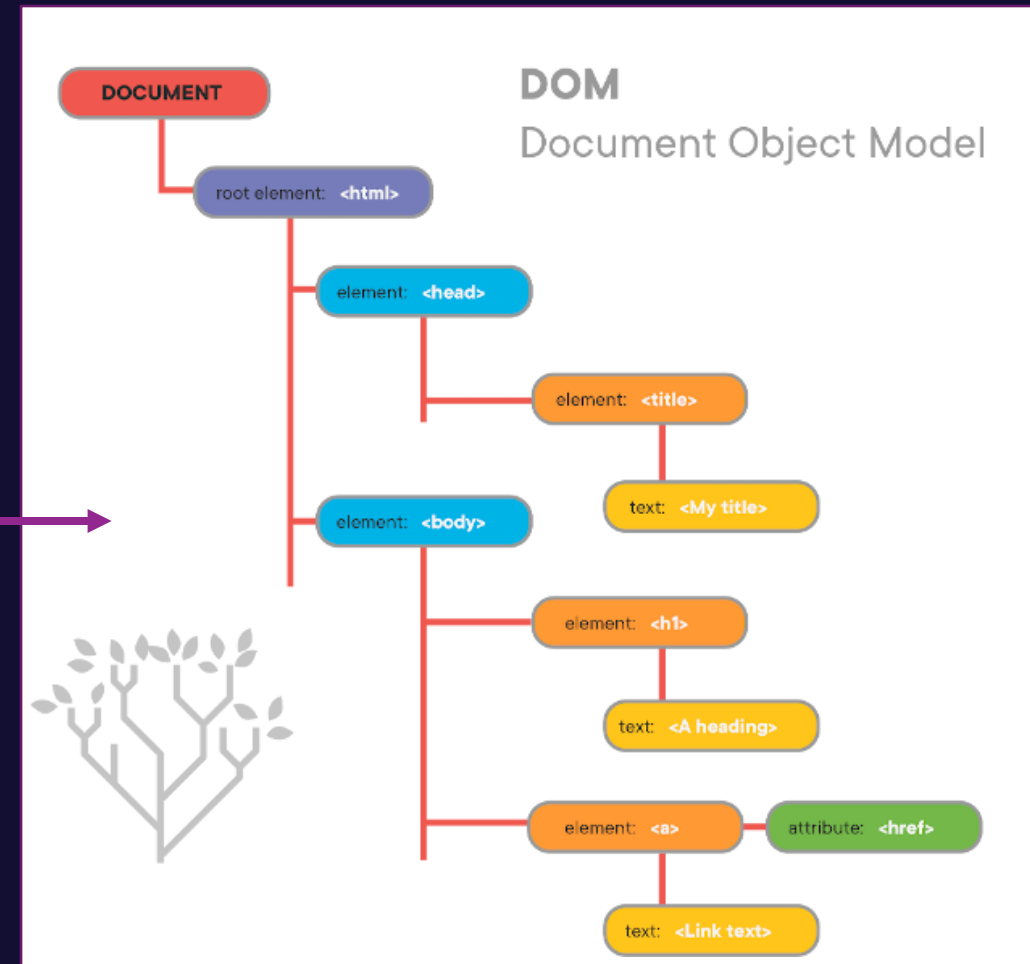 DOCUMENT
DOM
Document Object Model
root element: <html>
element: <head>
element: <title>
text: <My title>
element: <body>
element: <h1>
text: <A heading>
element: <a>
attribute: <href>
text: <Link text>